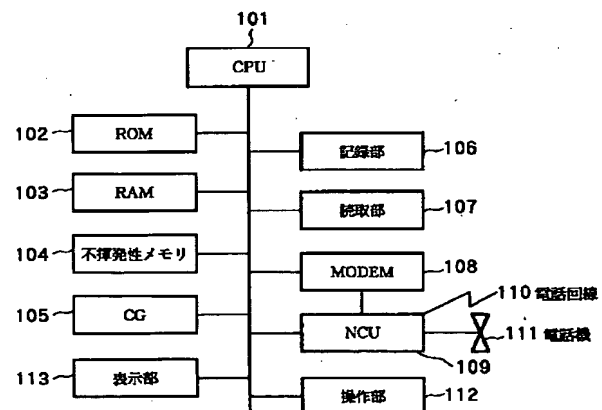 101
CPU
102 ROM
記録部 106
103 RAM
読取部 107
104 不揮発性メモリ
MODEM 108
110 電話回線
105 CG
NCU
111 電話機
109
113 表示部
操作部 112